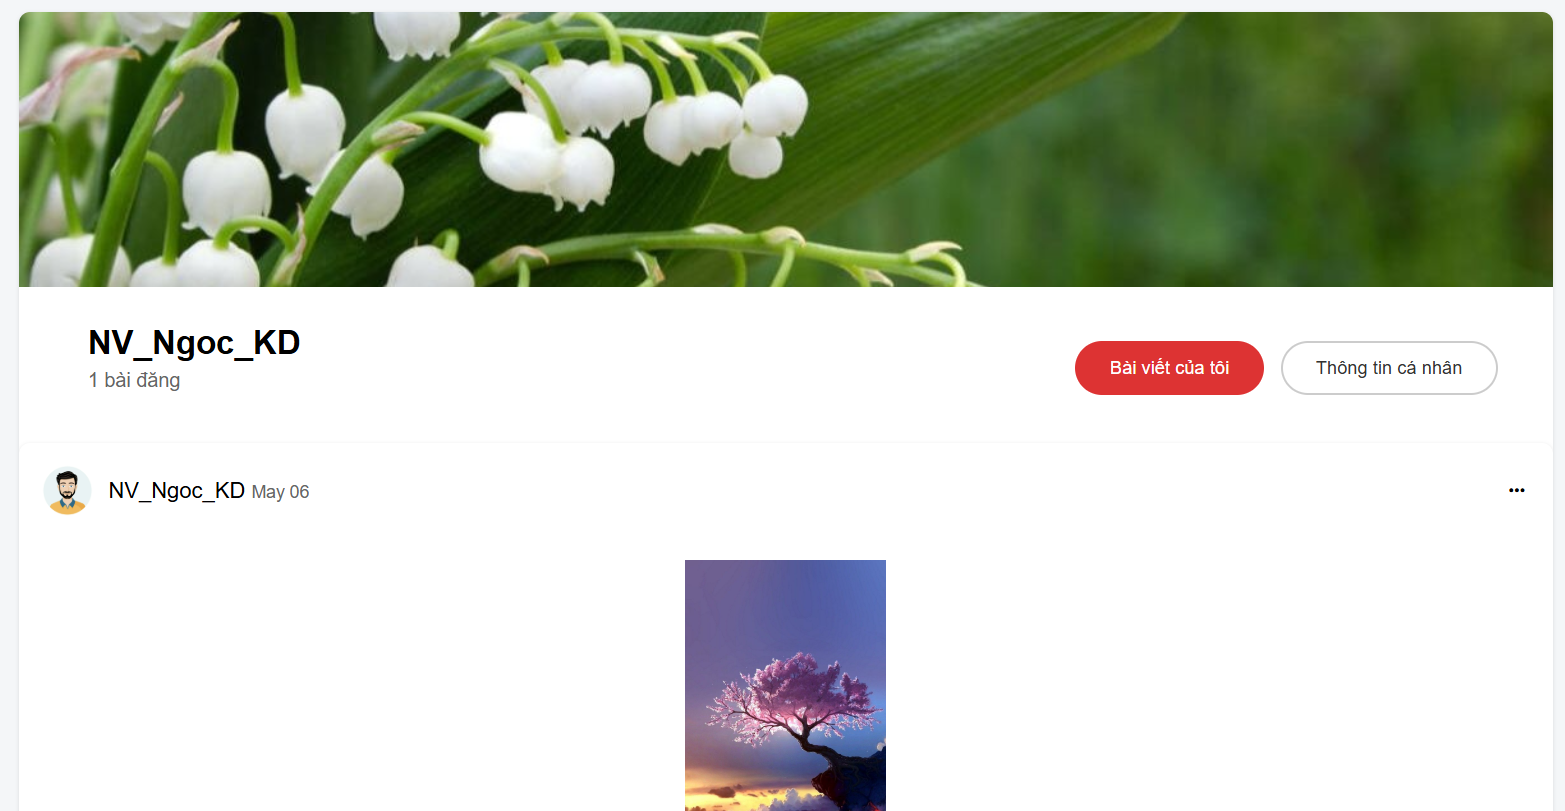 NV_Ngoc_KD
1 bài đăng
Bài viết của tôi
Thông tin cá nhân
NV_Ngoc_KD May 06